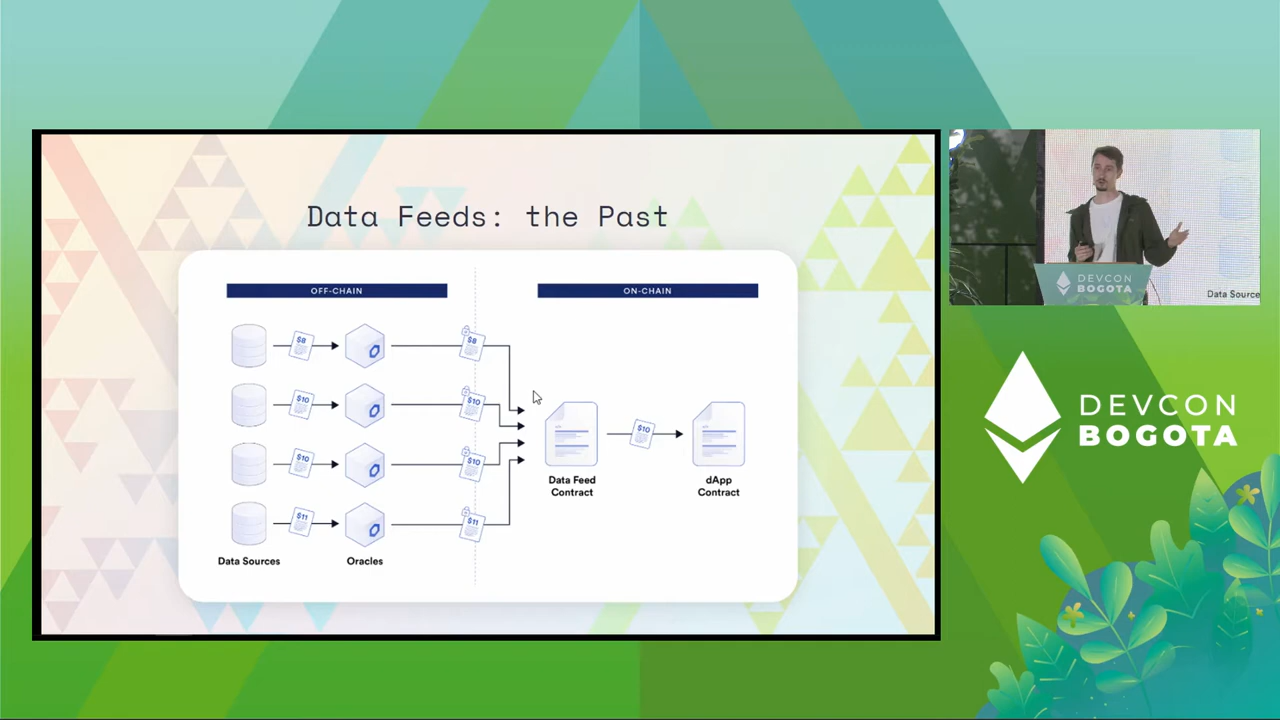 Data Feeds: the Past
OFF-CHAIN
ON-CHAIN
$8
$8
$10
$10
$10
$10
$10
$11
$11
Data Sources
Oracles
Data Feed
Contract
dApp
Contract
DEVCON
BOGOTA
Data Source
DEVCON
BOGOTA